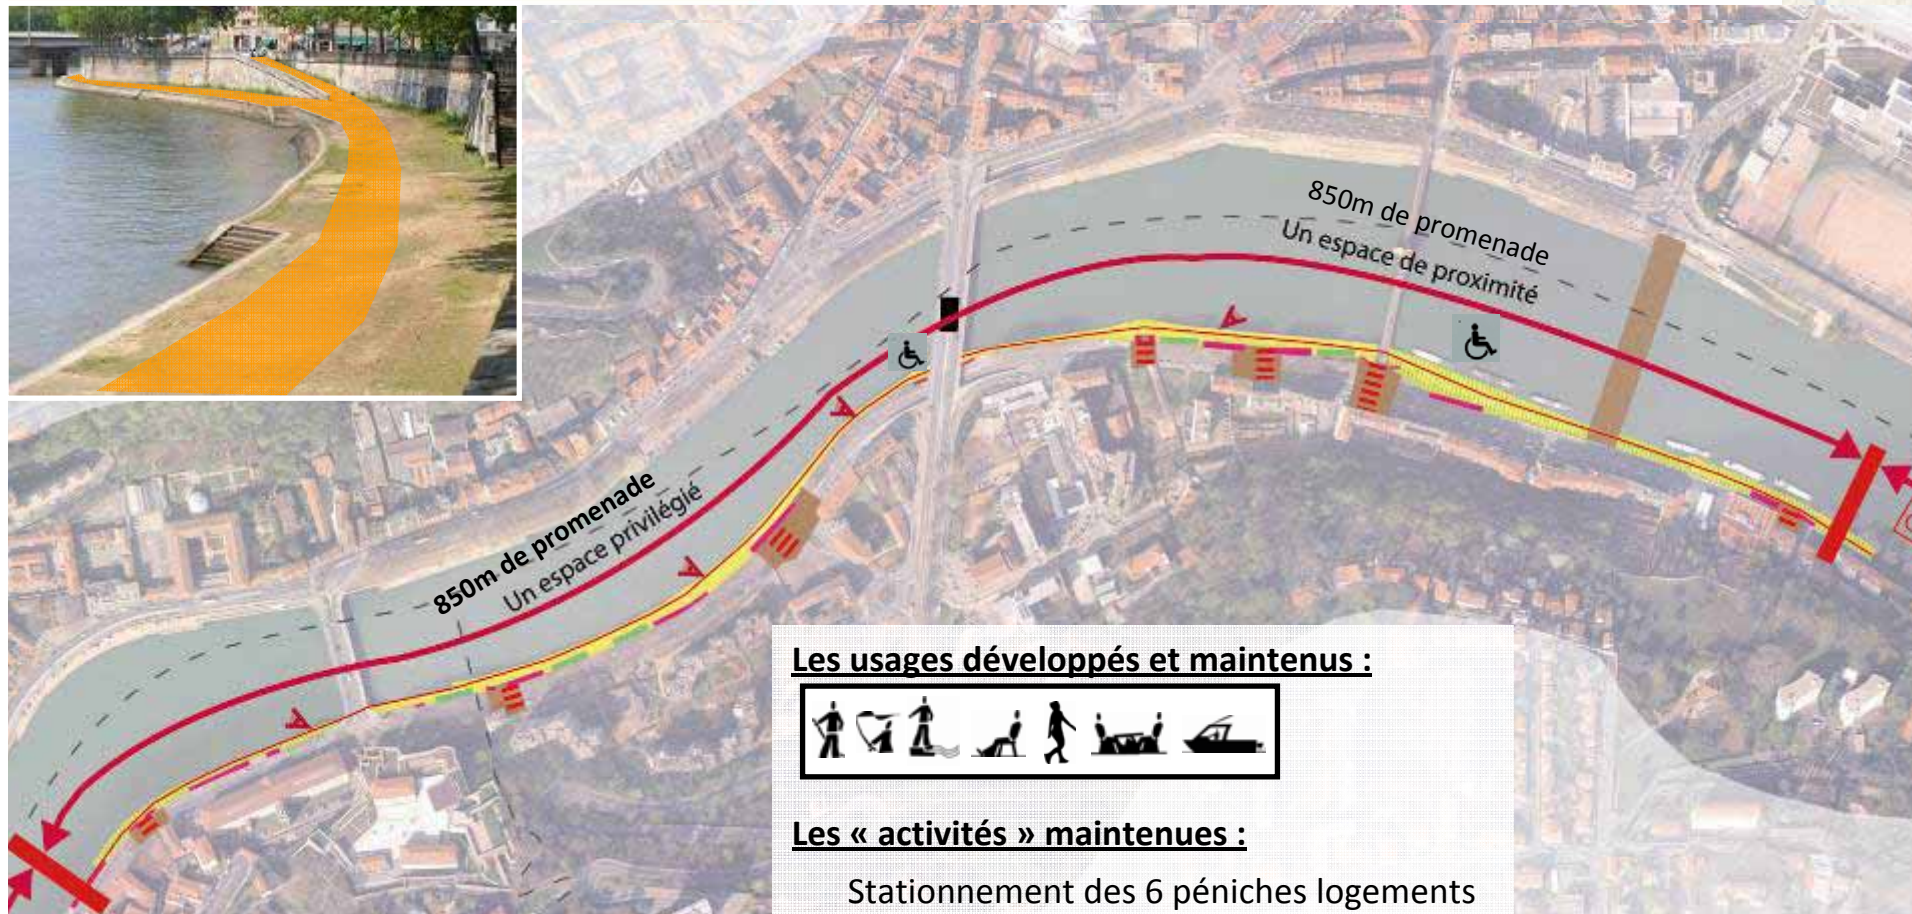 850m de promenade
Un espace de proximité
850m de promenade
Un espace privilégié
Les usages développés et maintenus :
Les « activités » maintenues :
Stationnement des 6 péniches logements